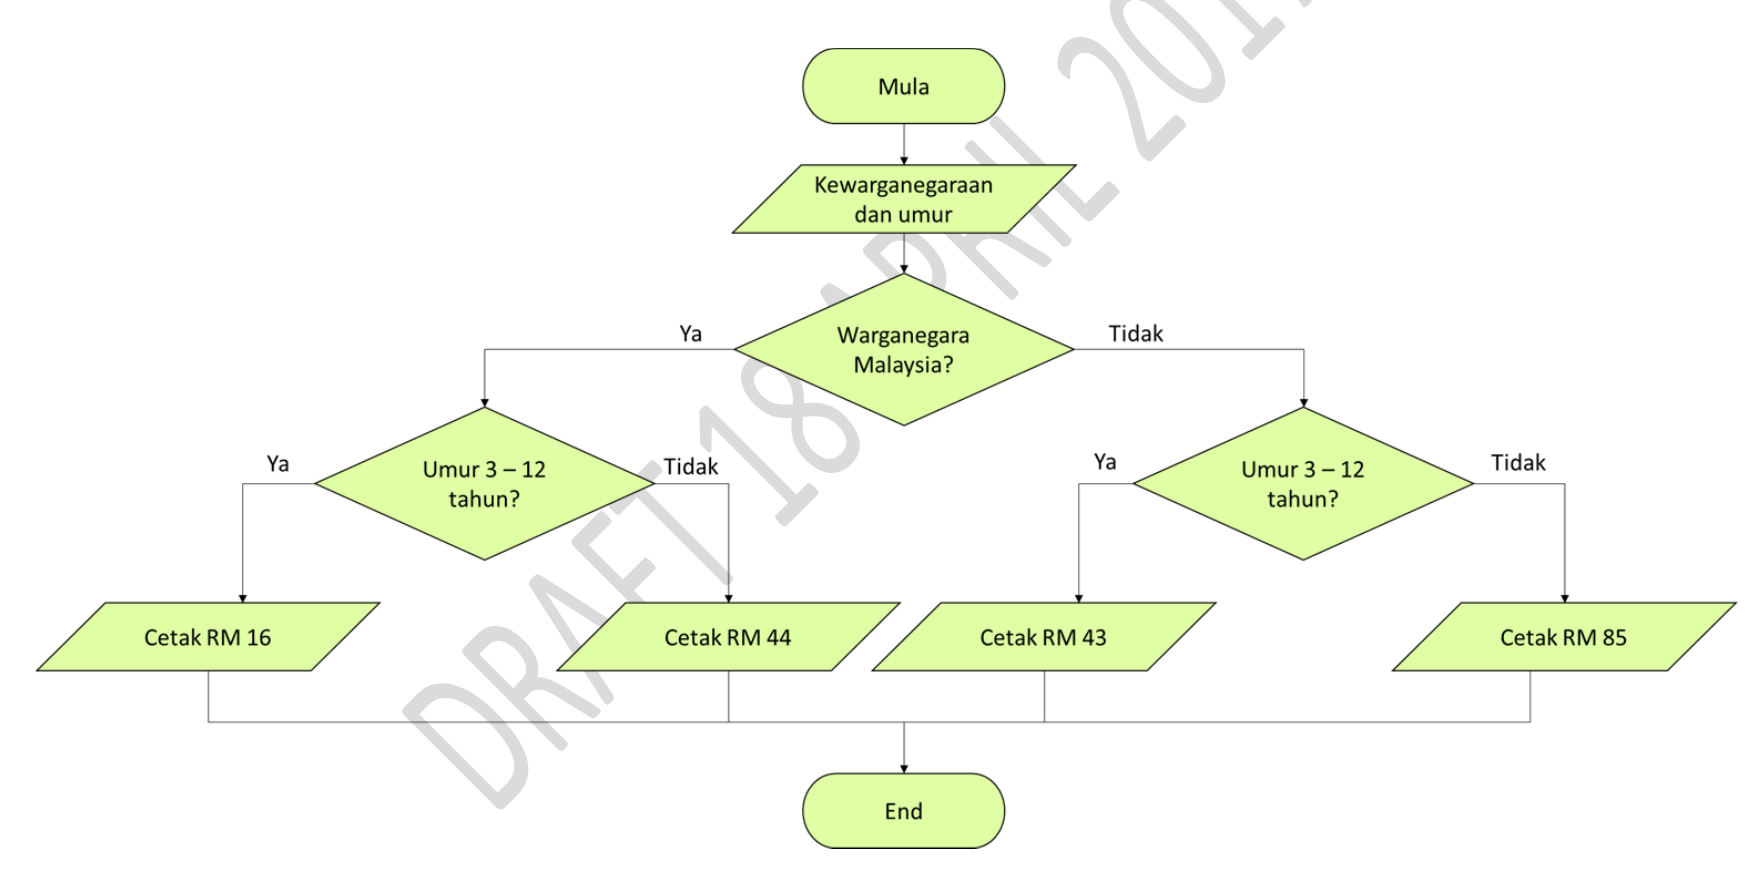 Mula
Kewarganegaraan
dan umur
Warganegara
Malaysia?
Ya
Tidak
Umur 3 – 12
tahun?
Ya
Tidak
Umur 3 – 12
tahun?
Ya
Tidak
Cetak RM 16
Cetak RM 44
Cetak RM 43
Cetak RM 85
End
DRAFT 18 APRIL